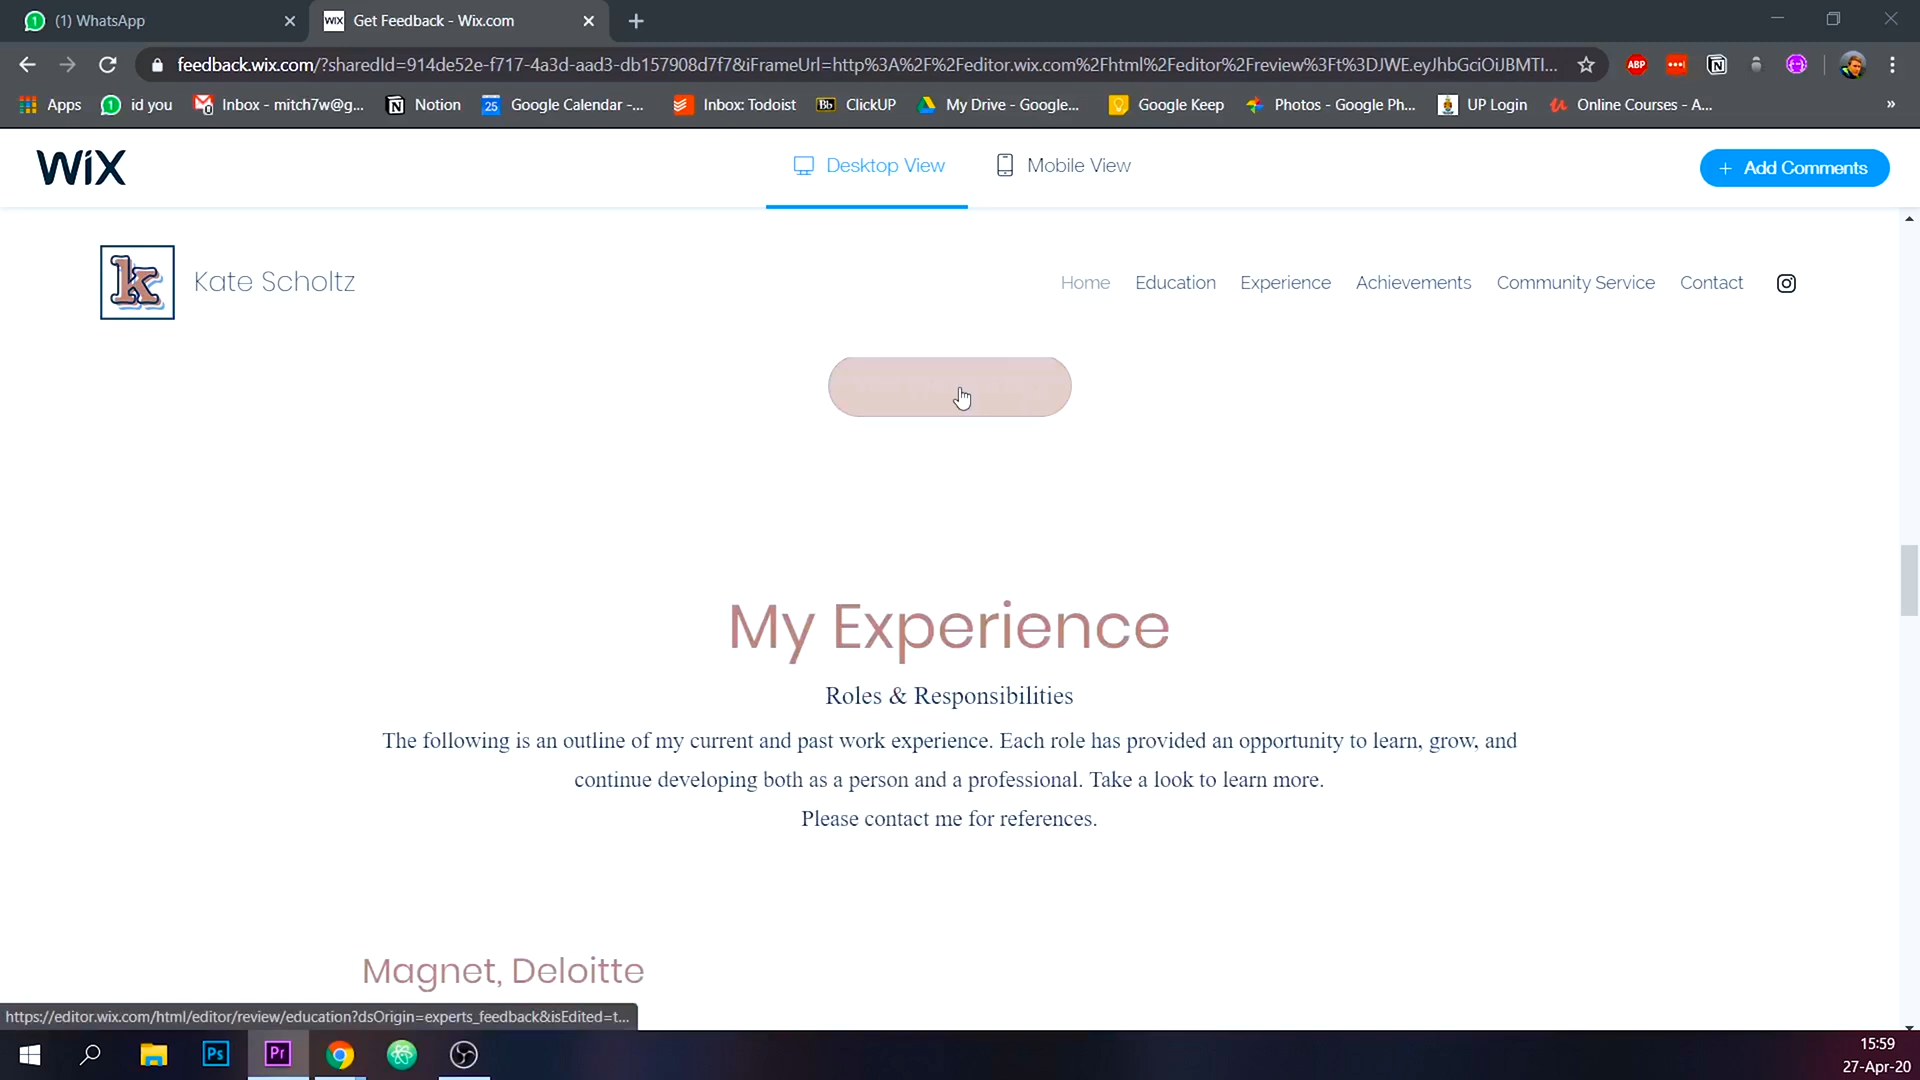 (1) WhatsApp
WiX Get Feedback - Wix.com
feedback.wix.com/?sharedId=914de52e-f717-4a3d-aad3-db157908d7f7&iFrameUrl=http%3A%2F%2Feditor.wix.com%2Fhtml%2Feditor%2Freview%3Ft%3DJWE.eyJhbGciOiJBMTI...
ABP
Apps id you Inbox - mitch7w@g... Notion 25 Google Calendar -... Inbox: Todoist Bb ClickUP My Drive - Google... Google Keep Photos - Google Ph... UP Login Online Courses - A... »
WiX Desktop View Mobile View + Add Comments
k Kate Scholtz Home Education Experience Achievements Community Service Contact
My Experience
Roles & Responsibilities
The following is an outline of my current and past work experience. Each role has provided an opportunity to learn, grow, and
continue developing both as a person and a professional. Take a look to learn more.
Please contact me for references.
Magnet, Deloitte
https://editor.wix.com/html/editor/review/education?dsOrigin=experts_feedback&isEdited=t...
Ps Pr
15:59
27-Apr-20